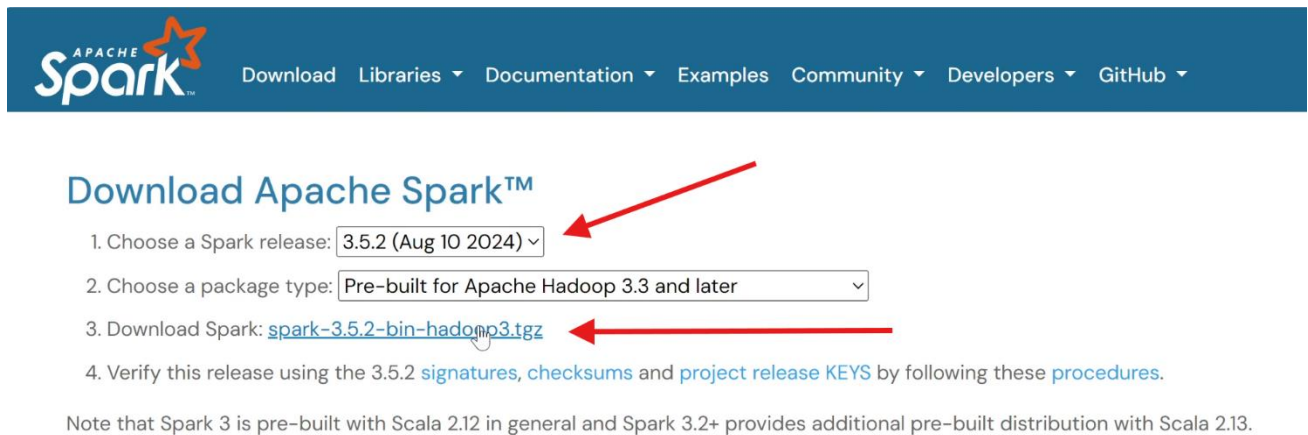 APACHE
Spark™
Download Libraries Documentation Examples Community Developers GitHub
Download Apache Spark™
1. Choose a Spark release: 3.5.2 (Aug 10 2024)
2. Choose a package type: Pre-built for Apache Hadoop 3.3 and later
3. Download Spark: spark-3.5.2-bin-hadoop3.tgz
4. Verify this release using the 3.5.2 signatures, checksums and project release KEYS by following these procedures.
Note that Spark 3 is pre-built with Scala 2.12 in general and Spark 3.2+ provides additional pre-built distribution with Scala 2.13.